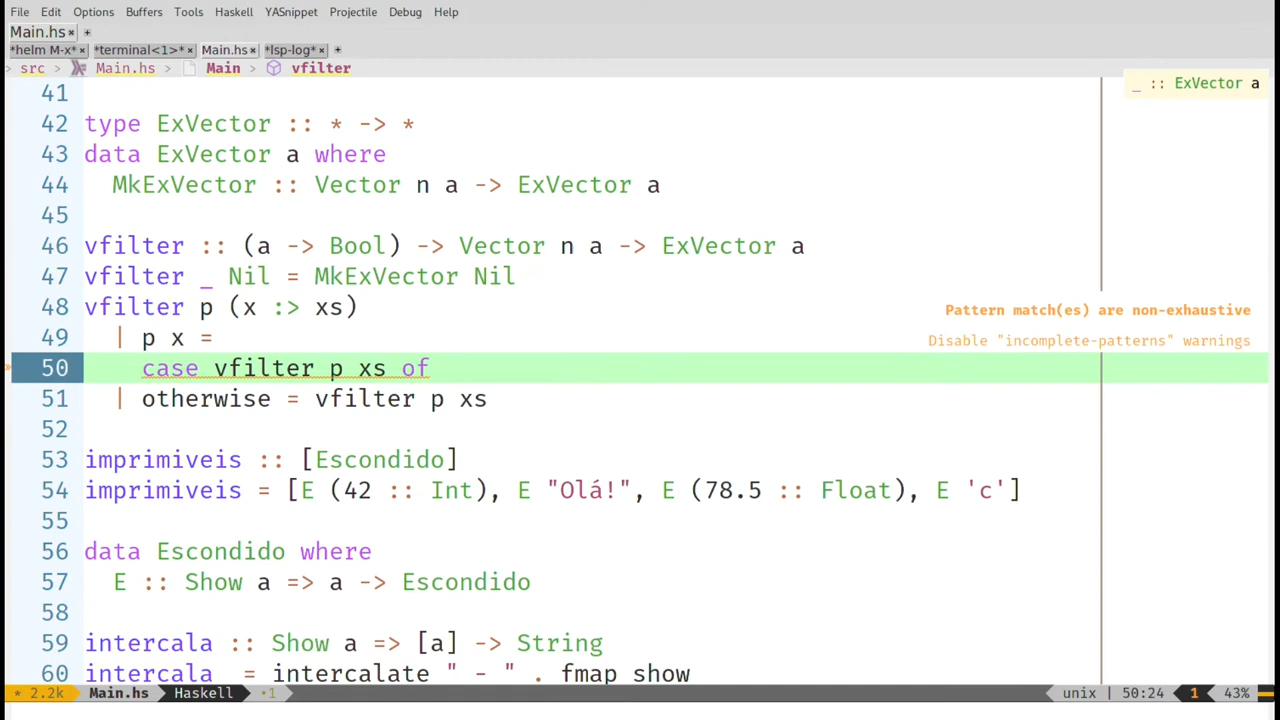 File Edit Options Buffers Tools Haskell YASnippet Projectile Debug Help
Main.hs × +
*helm M-x* × *terminal<1>* × Main.hs × *lsp-log* × +
> src > Main.hs > Main > vfilter
_ :: ExVector a
41
42 type ExVector :: * -> *
43 data ExVector a where
44   MkExVector :: Vector n a -> ExVector a
45
46 vfilter :: (a -> Bool) -> Vector n a -> ExVector a
47 vfilter _ Nil = MkExVector Nil
48 vfilter p (x :> xs)
Pattern match(es) are non-exhaustive
49   | p x =
Disable "incomplete-patterns" warnings
» 50     case vfilter p xs of
51   | otherwise = vfilter p xs
52
53 imprimiveis :: [Escondido]
54 imprimiveis = [E (42 :: Int), E "Olá!", E (78.5 :: Float), E 'c']
55
56 data Escondido where
57   E :: Show a => a -> Escondido
58
59 intercala :: Show a => [a] -> String
60 intercala  = intercalate " - " . fmap show
* 2.2k Main.hs Haskell •1 unix | 50:24 1 43%